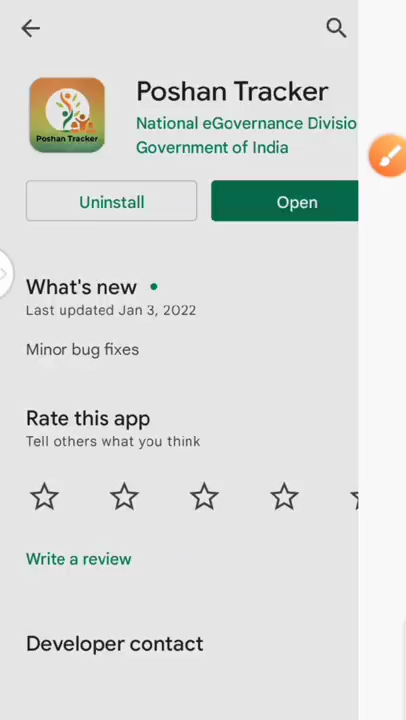 Poshan Tracker
Poshan Tracker
National eGovernance Divisio
Government of India
Uninstall
Open
What's new
Last updated Jan 3, 2022
Minor bug fixes
Rate this app
Tell others what you think
Write a review
Developer contact